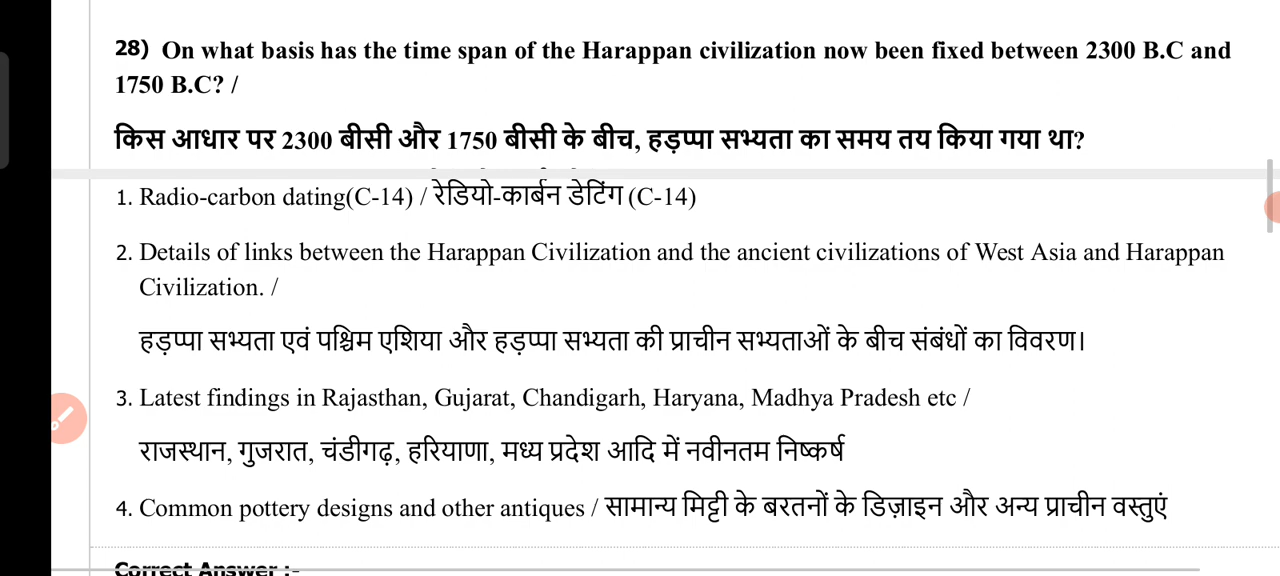 28) On what basis has the time span of the Harappan civilization now been fixed between 2300 B.C and
1750 B.C? /
किस आधार पर 2300 बीसी और 1750 बीसी के बीच, हड़प्पा सभ्यता का समय तय किया गया था?
1. Radio-carbon dating(C-14) / रेडियो-कार्बन डेटिंग (C-14)
2. Details of links between the Harappan Civilization and the ancient civilizations of West Asia and Harappan
Civilization. /
हड़प्पा सभ्यता एवं पश्चिम एशिया और हड़प्पा सभ्यता की प्राचीन सभ्यताओं के बीच संबंधों का विवरण।
3. Latest findings in Rajasthan, Gujarat, Chandigarh, Haryana, Madhya Pradesh etc /
राजस्थान, गुजरात, चंडीगढ़, हरियाणा, मध्य प्रदेश आदि में नवीनतम निष्कर्ष
4. Common pottery designs and other antiques / सामान्य मिट्टी के बरतनों के डिज़ाइन और अन्य प्राचीन वस्तुएं
Correct Answer :-